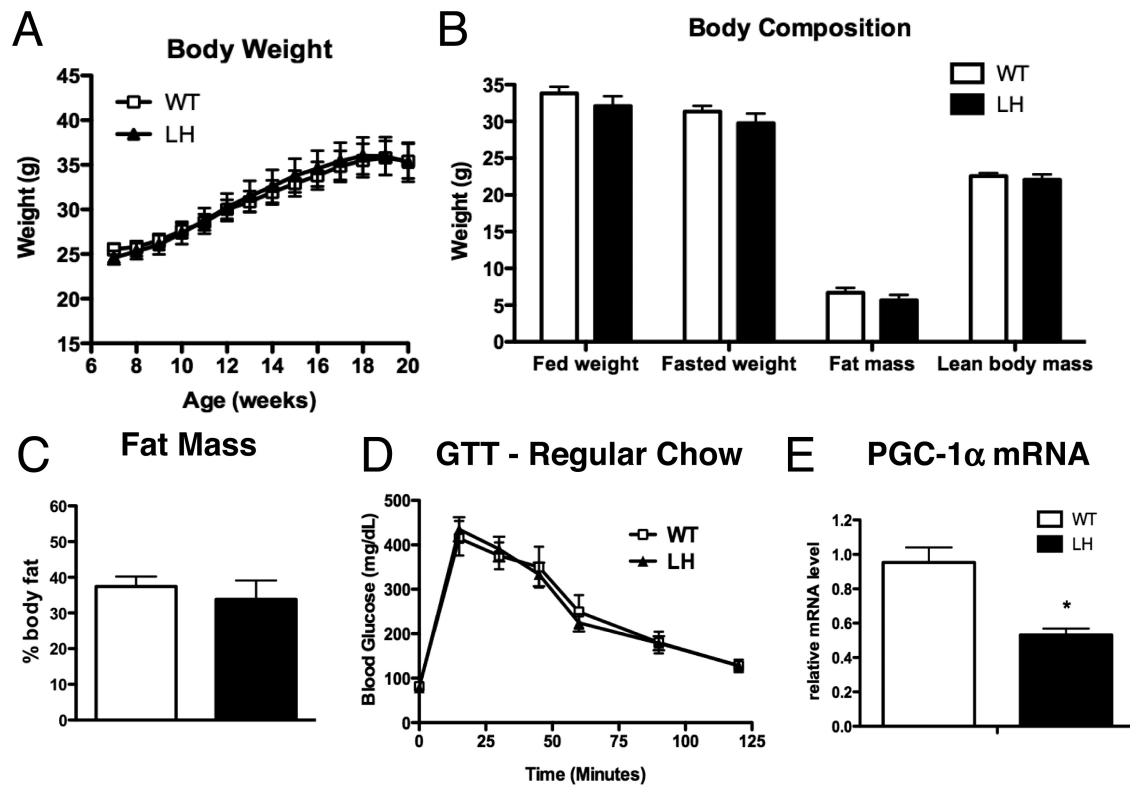 A
Body Weight
45
40
35
30
25
20
15
Weight (g)
WT
LH
6 8 10 12 14 16 18 20
Age (weeks)
B
Body Composition
35
30
25
20
15
10
5
0
Weight (g)
WT
LH
Fed weight Fasted weight Fat mass Lean body mass
C
Fat Mass
60
50
40
30
20
10
0
% body fat
D
GTT - Regular Chow
500
400
300
200
100
0
Blood Glucose (mg/dL)
WT
LH
0 25 50 75 100 125
Time (Minutes)
E
PGC-1α mRNA
1.2
1.0
0.8
0.6
0.4
0.2
0.0
relative mRNA level
WT
LH
*